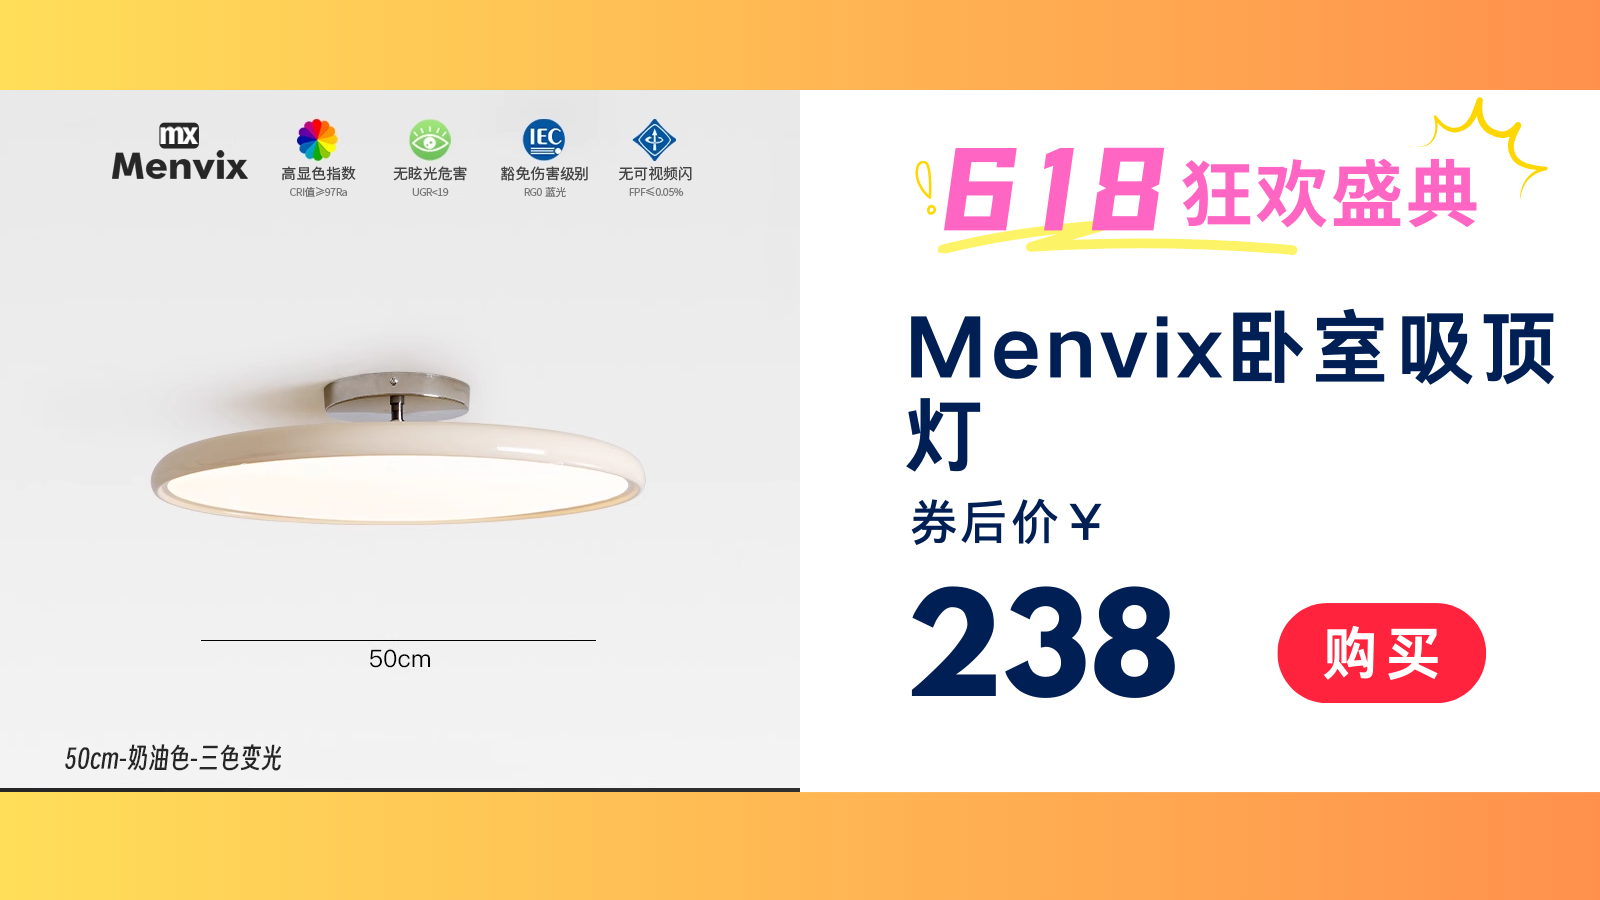 mx
Menvix
高显色指数
CRI值≥97Ra
无眩光危害
UGR<19
IEC
豁免伤害级别
RG0 蓝光
无可视频闪
FPF≤0.05%
50cm
50cm-奶油色-三色变光
618狂欢盛典
Menvix卧室吸顶
灯
券后价¥
238
购买